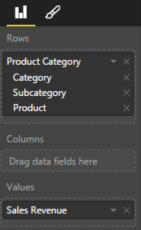 Rows
Product Category
Category
Subcategory
Product
Columns
Drag data fields here
Values
Sales Revenue